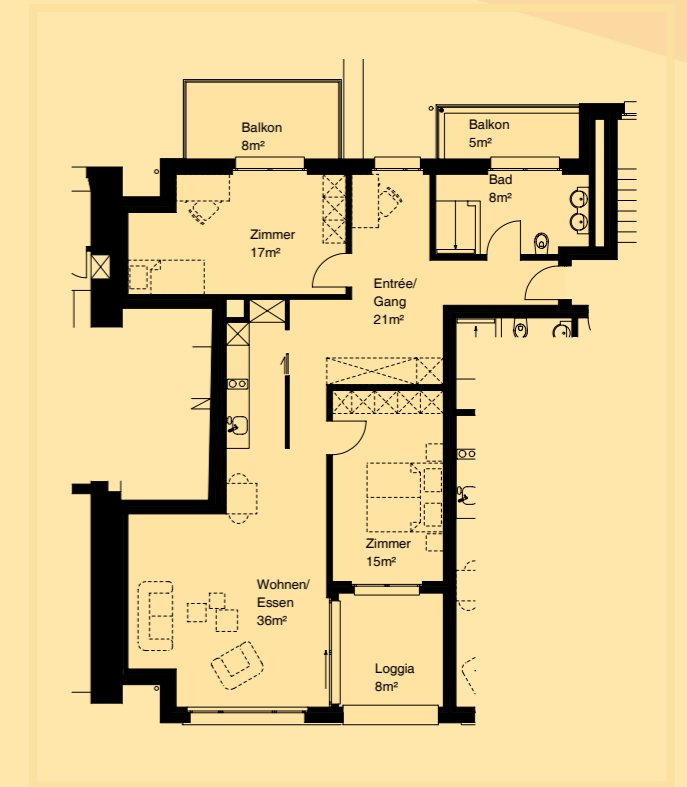 Balkon
8m²
Balkon
5m²
Bad
8m²
Zimmer
17m²
Entrée/
Gang
21m²
Zimmer
15m²
Wohnen/
Essen
36m²
Loggia
8m²